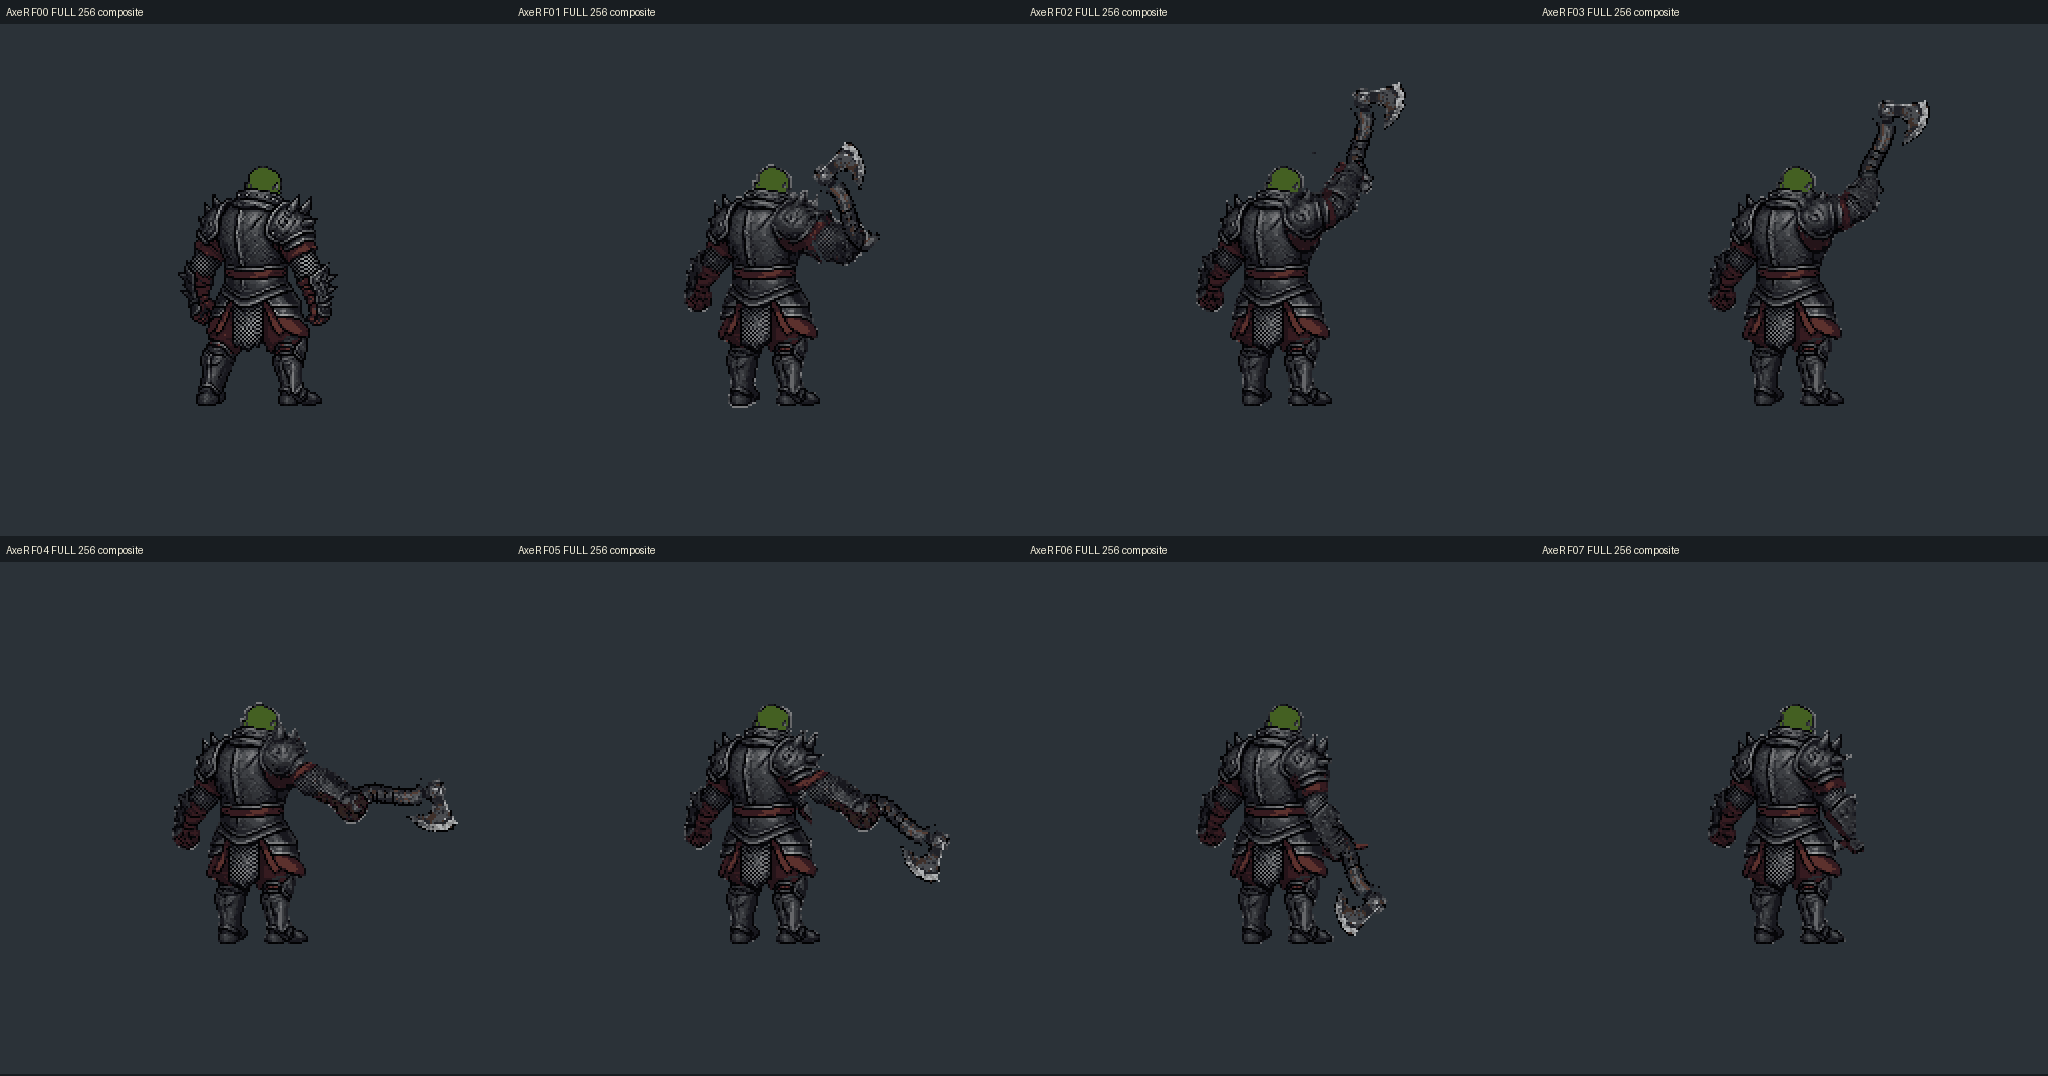 AxeRF00 FULL 256 composite
AxeRF01 FULL 256 composite
AxeRF02 FULL 256 composite
AxeRF03 FULL 256 composite
AxeRF04 FULL 256 composite
AxeRF05 FULL 256 composite
AxeRF06 FULL 256 composite
AxeRF07 FULL 256 composite